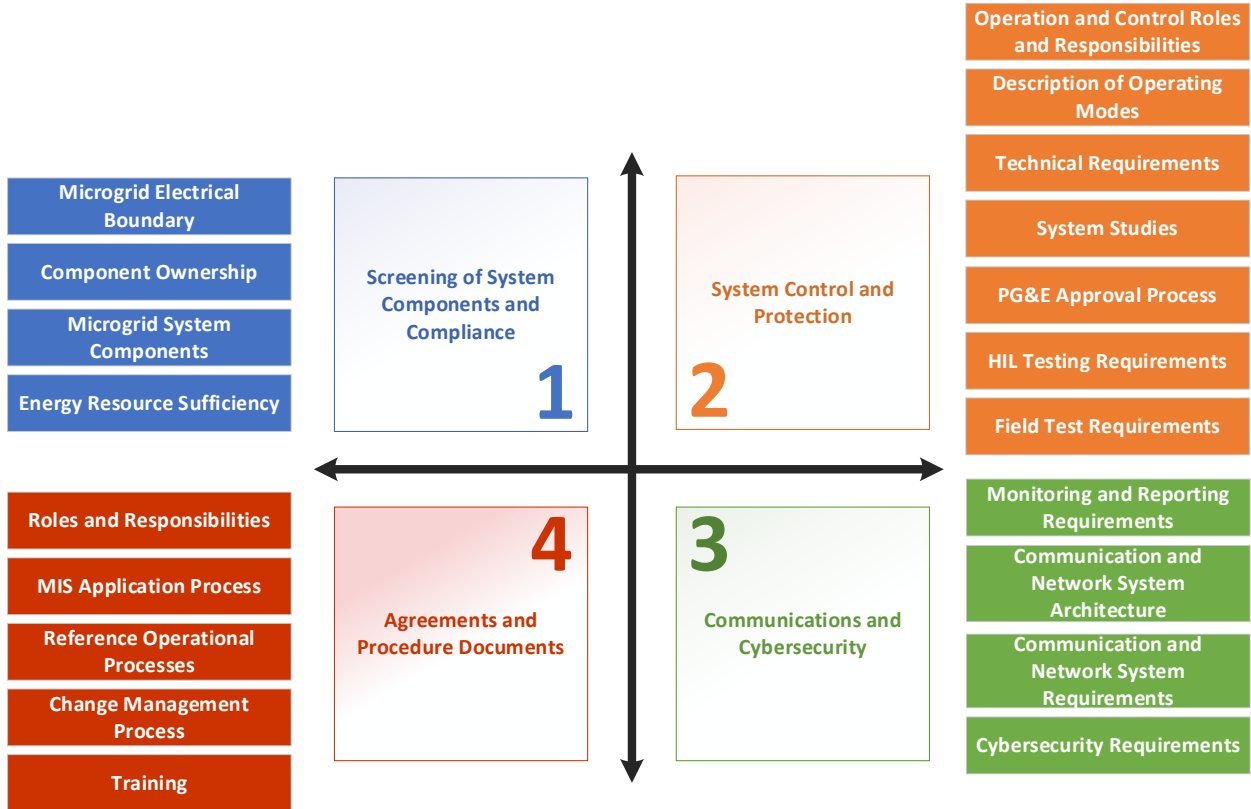 Microgrid Electrical
Boundary
Component Ownership
Microgrid System
Components
Energy Resource Sufficiency
Screening of System
Components and
Compliance
1
Operation and Control Roles
and Responsibilities
Description of Operating
Modes
Technical Requirements
System Studies
PG&E Approval Process
HIL Testing Requirements
Field Test Requirements
System Control and
Protection
2
Roles and Responsibilities
MIS Application Process
Reference Operational
Processes
Change Management
Process
Training
4
Agreements and
Procedure Documents
3
Communications and
Cybersecurity
Monitoring and Reporting
Requirements
Communication and
Network System
Architecture
Communication and
Network System
Requirements
Cybersecurity Requirements